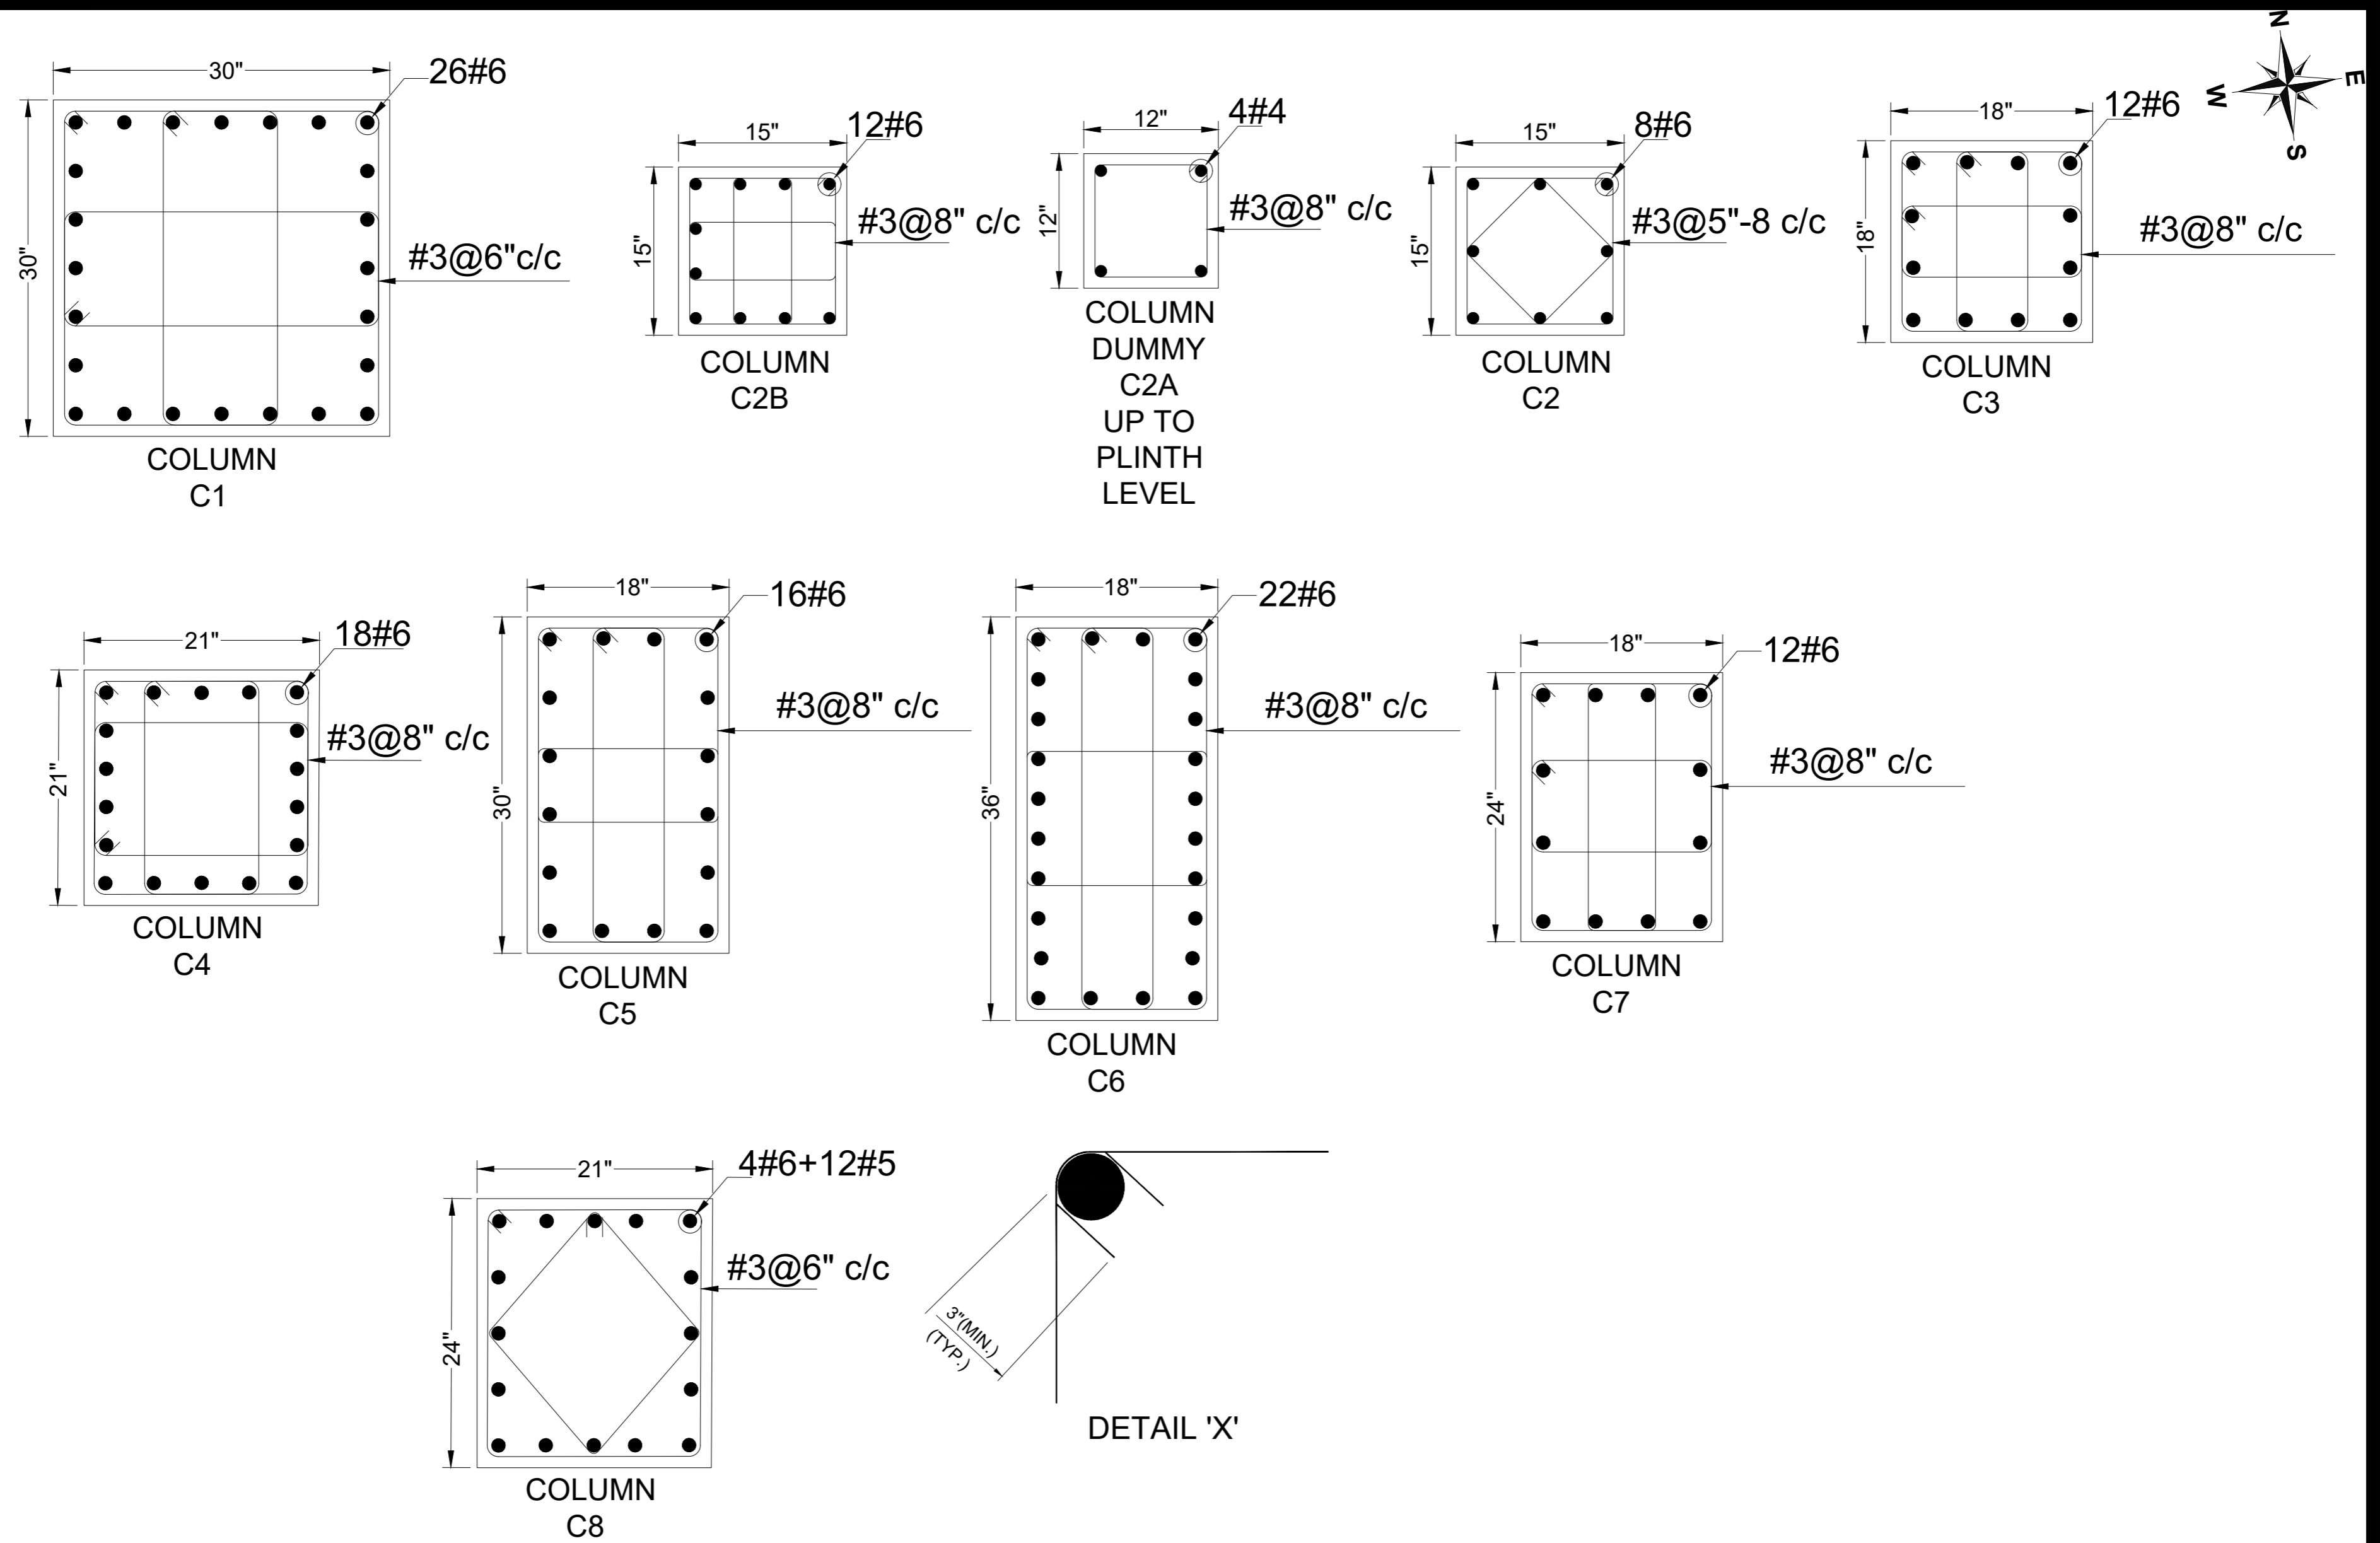 N
E
W
S
30"
26#6
30"
#3@6"c/c
COLUMN
C1
15"
12#6
15"
#3@8" c/c
COLUMN
C2B
12"
4#4
12"
#3@8" c/c
COLUMN
DUMMY
C2A
UP TO
PLINTH
LEVEL
15"
8#6
15"
#3@5"-8 c/c
COLUMN
C2
18"
12#6
18"
#3@8" c/c
COLUMN
C3
21"
18#6
21"
#3@8" c/c
COLUMN
C4
18"
16#6
30"
#3@8" c/c
COLUMN
C5
18"
22#6
36"
#3@8" c/c
COLUMN
C6
18"
12#6
24"
#3@8" c/c
COLUMN
C7
21"
4#6+12#5
24"
#3@6" c/c
COLUMN
C8
3"(MIN.)
(TYP.)
DETAIL 'X'